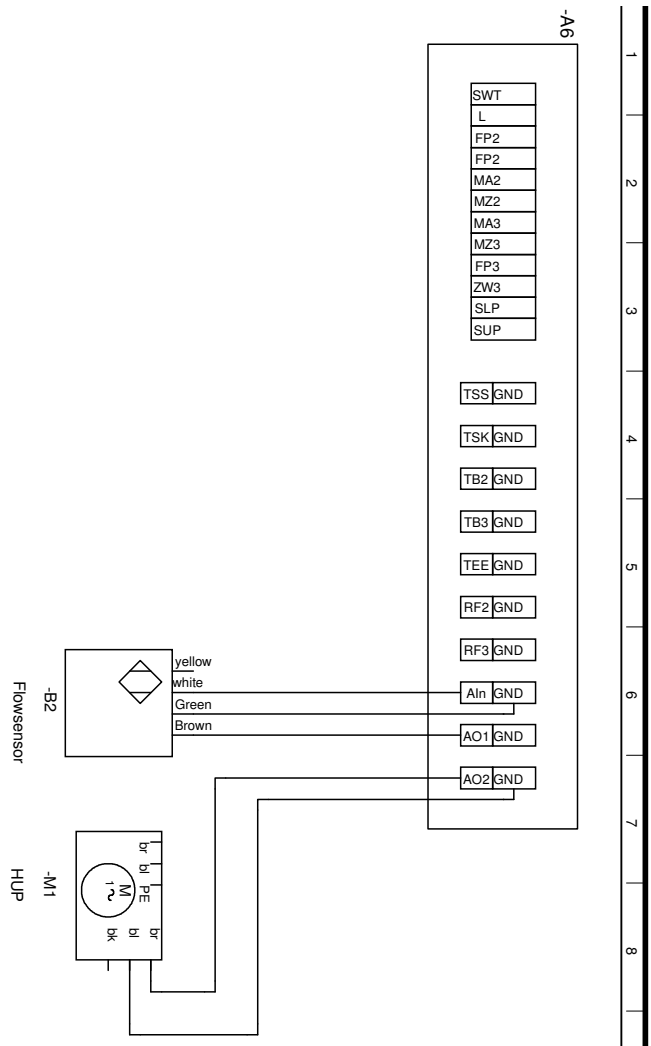 -A6
1
2
3
4
5
6
7
8
SWT
L
FP2
FP2
MA2
MZ2
MA3
MZ3
FP3
ZW3
SLP
SUP
TSS GND
TSK GND
TB2 GND
TB3 GND
TEE GND
RF2 GND
RF3 GND
AIn GND
AO1 GND
AO2 GND
yellow
white
Green
Brown
-B2
Flowsensor
br
bl
PE
M
1~
br
bl
bk
-M1
HUP